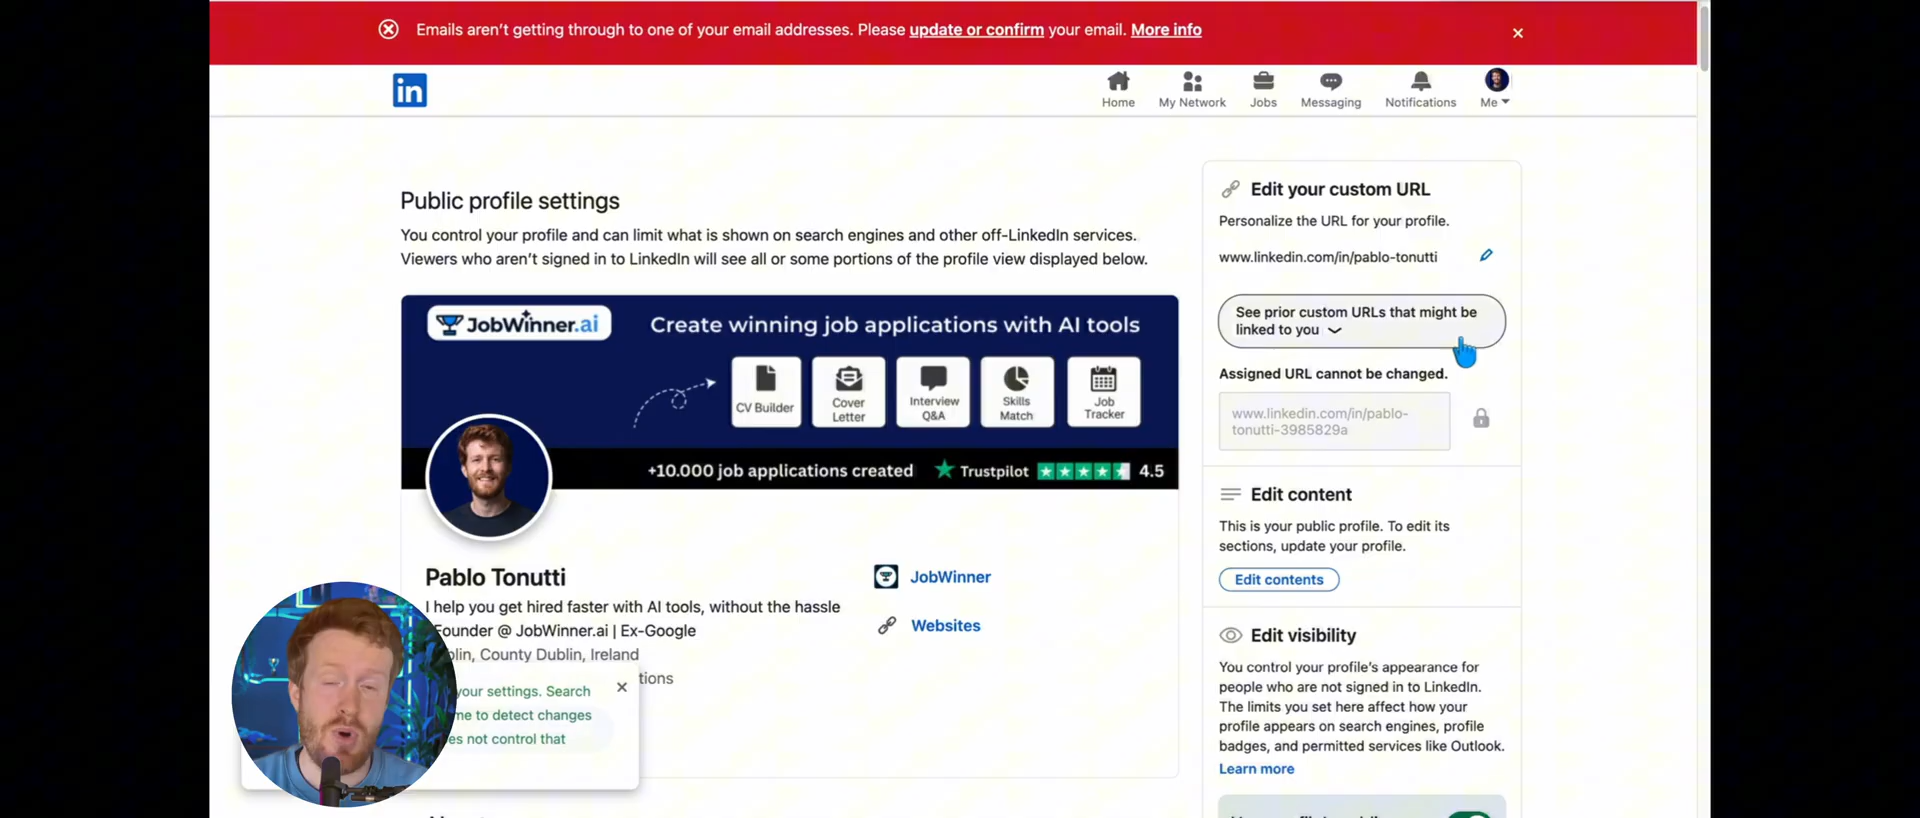 Emails aren't getting through to one of your email addresses. Please update or confirm your email. More info
in
Home
My Network
Jobs
Messaging
Notifications
Me
Public profile settings
You control your profile and can limit what is shown on search engines and other off-LinkedIn services.
Viewers who aren't signed in to LinkedIn will see all or some portions of the profile view displayed below.
JobWinner.ai
Create winning job applications with AI tools
CV Builder
Cover
Letter
Interview
Q&A
Skills
Match
Job
Tracker
+10.000 job applications created
Trustpilot
4.5
Pablo Tonutti
I help you get hired faster with AI tools, without the hassle
Founder @ JobWinner.ai | Ex-Google
County Dublin, Ireland
JobWinner
Websites
your settings. Search
to detect changes
not control that
Edit your custom URL
Personalize the URL for your profile.
www.linkedin.com/in/pablo-tonutti
See prior custom URLs that might be
linked to you
Assigned URL cannot be changed.
www.linkedin.com/in/pablo-
tonutti-3985829a
Edit content
This is your public profile. To edit its
sections, update your profile.
Edit contents
Edit visibility
You control your profile's appearance for
people who are not signed in to LinkedIn.
The limits you set here affect how your
profile appears on search engines, profile
badges, and permitted services like Outlook.
Learn more